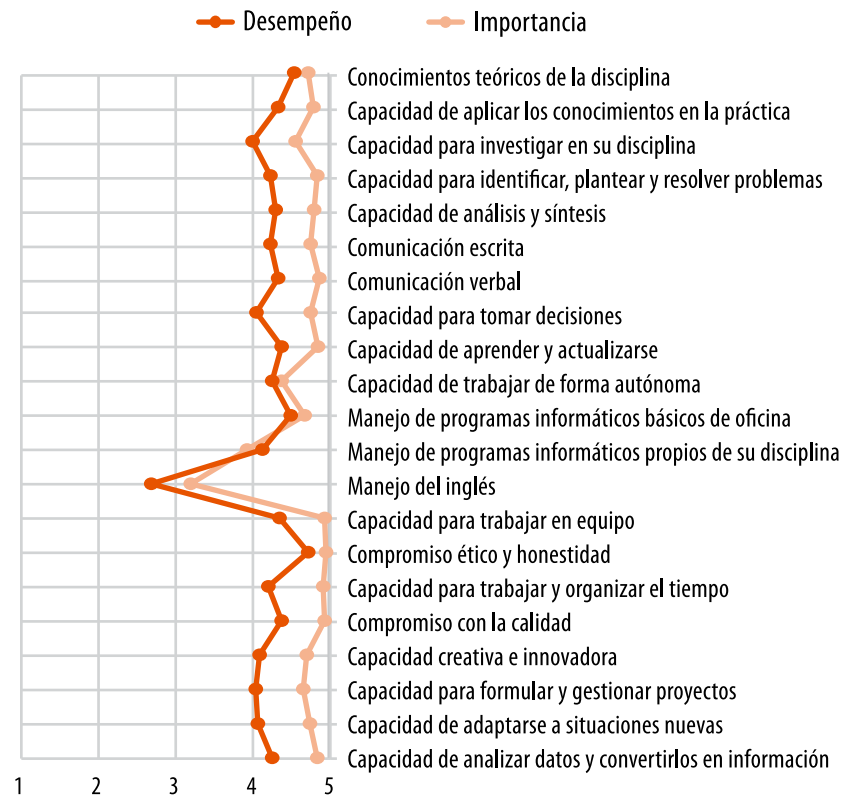 Desempeño Importancia
Conocimientos teóricos de la disciplina
Capacidad de aplicar los conocimientos en la práctica
Capacidad para investigar en su disciplina
Capacidad para identificar, plantear y resolver problemas
Capacidad de análisis y síntesis
Comunicación escrita
Comunicación verbal
Capacidad para tomar decisiones
Capacidad de aprender y actualizarse
Capacidad de trabajar de forma autónoma
Manejo de programas informáticos básicos de oficina
Manejo de programas informáticos propios de su disciplina
Manejo del inglés
Capacidad para trabajar en equipo
Compromiso ético y honestidad
Capacidad para trabajar y organizar el tiempo
Compromiso con la calidad
Capacidad creativa e innovadora
Capacidad para formular y gestionar proyectos
Capacidad de adaptarse a situaciones nuevas
Capacidad de analizar datos y convertirlos en información
1 2 3 4 5